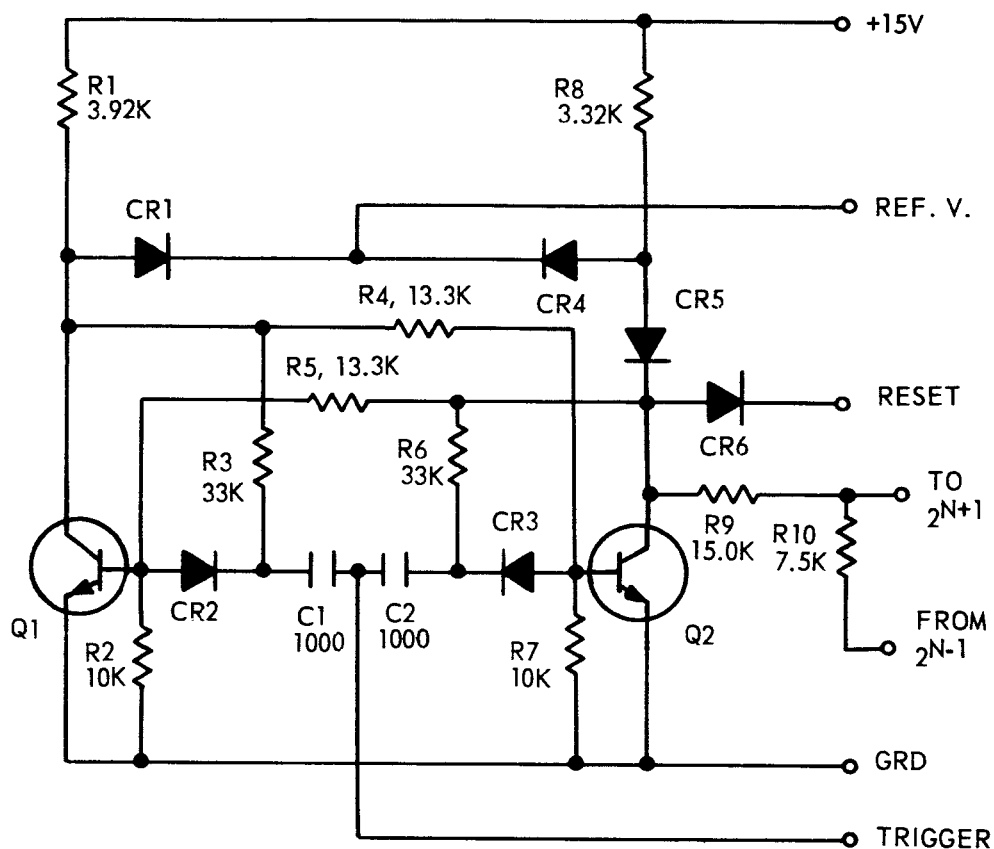 +15V
R1
3.92K
R8
3.32K
CR1
REF. V.
CR4
CR5
R4, 13.3K
R5, 13.3K
RESET
CR6
R3
33K
R6
33K
TO
2N+1
R9
15.0K
R10
7.5K
CR3
CR2
C1
1000
C2
1000
Q1
Q2
R2
10K
R7
10K
FROM
2N-1
GRD
TRIGGER